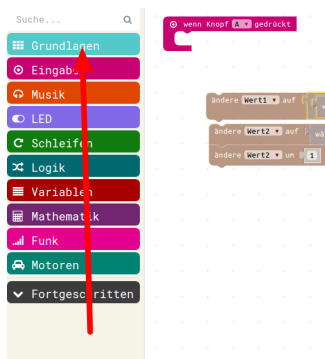 Suche...
wenn Knopf A ▼ gedrückt
Grundlagen
Eingabe
Musik
LED
Schleifen
Logik
Variablen
Mathematik
Funk
Motoren
Fortgeschritten
ändere Wert1 ▼ auf
ändere Wert2 ▼ auf wä
ändere Wert2 ▼ um 1